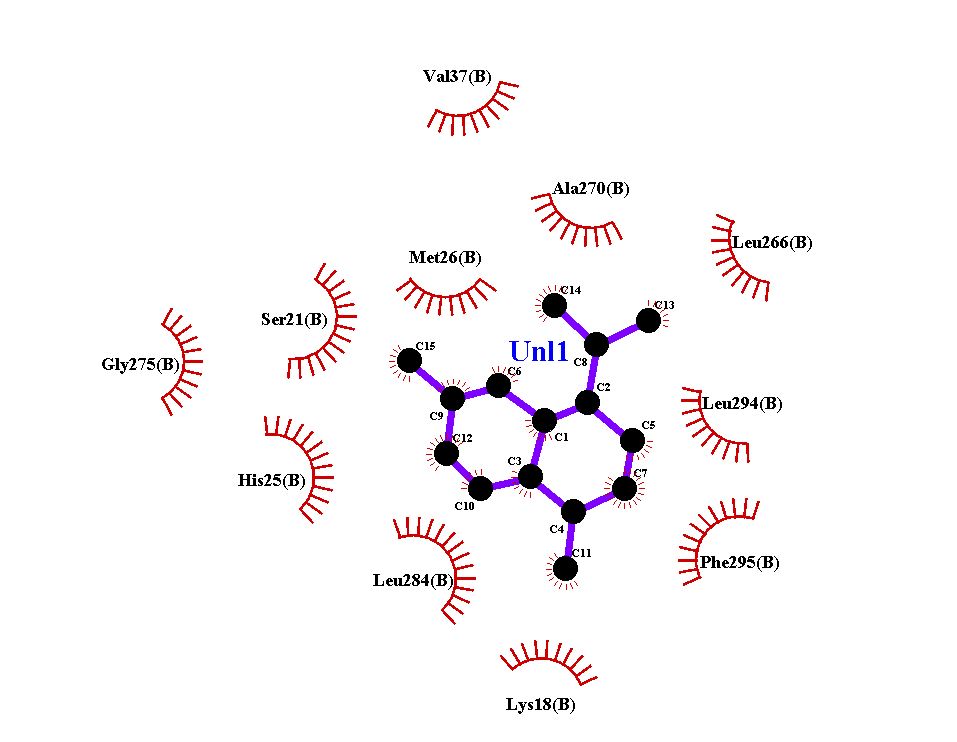 Val37(B)
Ala270(B)
Leu266(B)
Met26(B)
C14
C13
Ser21(B)
Unl1
C15
C8
Gly275(B)
C6
C2
Leu294(B)
C9
C5
C1
C12
C3
C7
His25(B)
C10
C4
C11
Phe295(B)
Leu284(B)
Lys18(B)